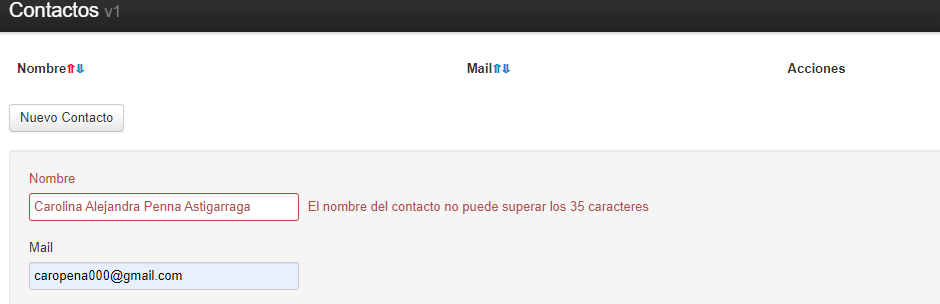 Contactos v1
Nombre⇑⇓ Mail⇑⇓ Acciones
Nuevo Contacto
Nombre
Carolina Alejandra Penna Astigarraga El nombre del contacto no puede superar los 35 caracteres
Mail
caropena000@gmail.com